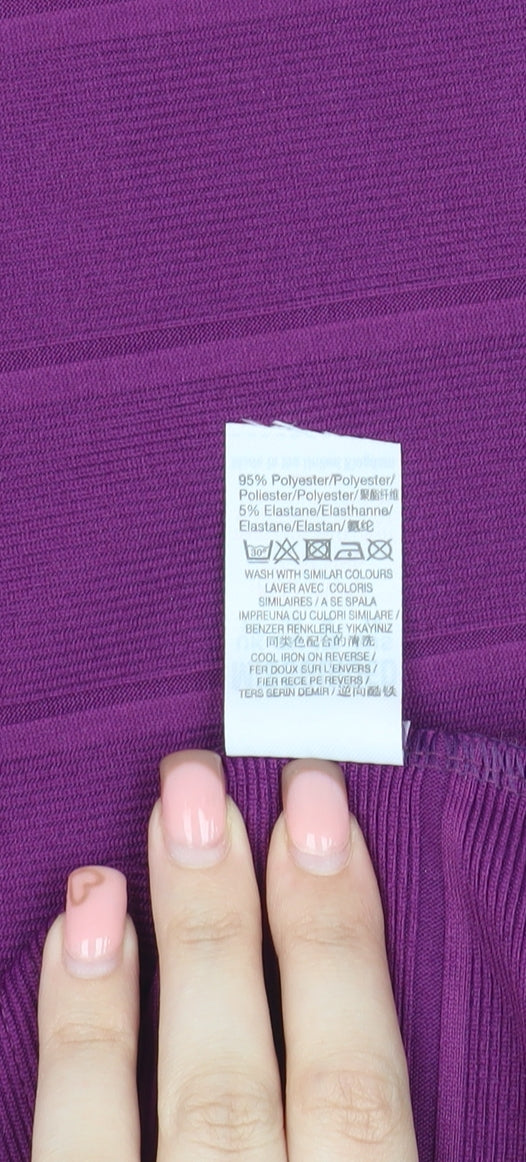 95% Polyester/Polyester/
Poliester/Polyester/聚酯纤维
5% Elastane/Elasthanne/
Elastane/Elastan/氨纶
30°
WASH WITH SIMILAR COLOURS
LAVER AVEC COLORIS
SIMILAIRES / A SE SPALA
IMPREUNA CU CULORI SIMILARE /
BENZER RENKLERLE YIKAYINIZ
同类色配合的清洗
COOL IRON ON REVERSE /
FER DOUX SUR L'ENVERS /
FIER RECE PE REVERS /
TERS SERIN DEMIR / 逆向酷铁